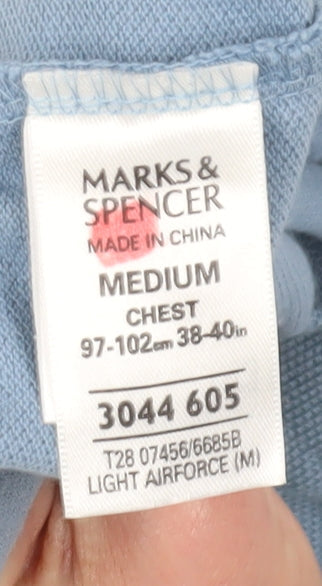 MARKS &
SPENCER
MADE IN CHINA
MEDIUM
CHEST
97-102cm 38-40in
3044 605
T28 07456/6685B
LIGHT AIRFORCE (M)